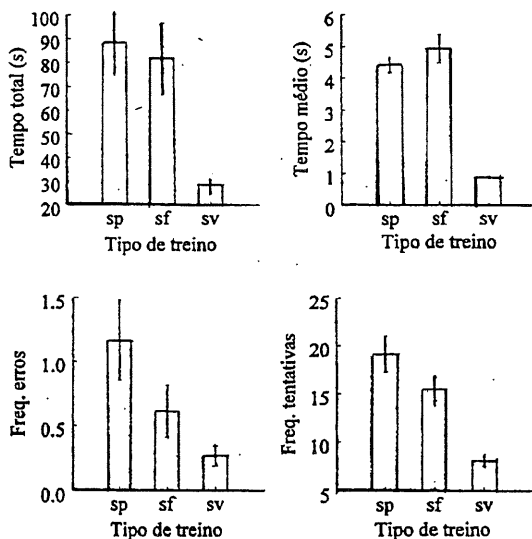 Tempo total (s)
100
90
80
70
60
50
40
30
20
sp sf sv
Tipo de treino
Tempo médio (s)
6
5
4
3
2
1
0
sp sf sv
Tipo de treino
Freq. erros
1.5
1.0
0.5
0.0
sp sf sv
Tipo de treino
Freq. tentativas
25
20
15
10
5
sp sf sv
Tipo de treino